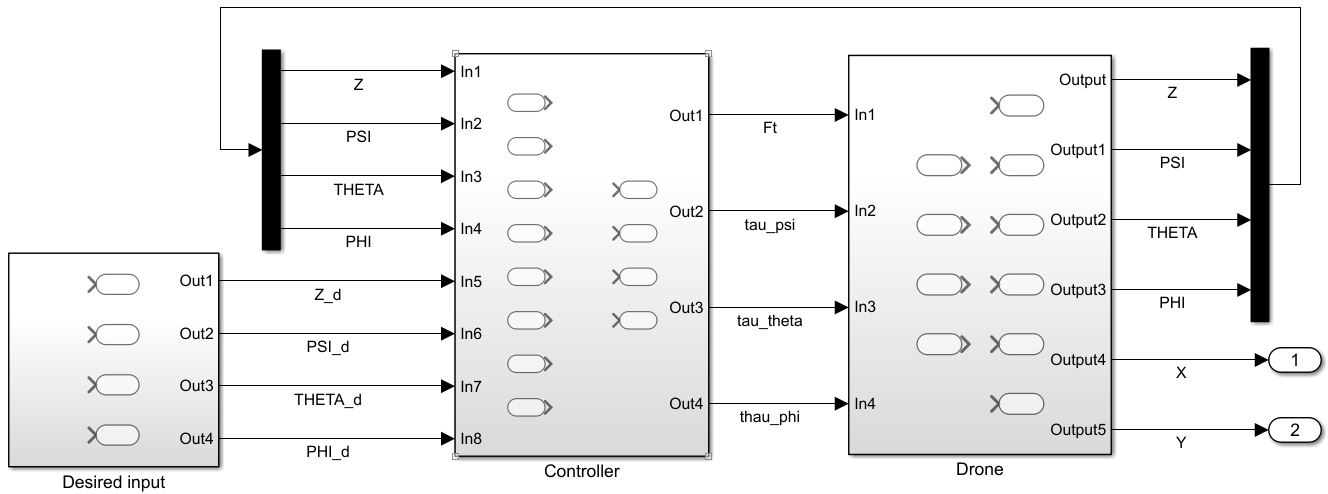 Z
PSI
THETA
PHI
Z_d
PSI_d
THETA_d
PHI_d
Out1
Out2
Out3
Out4
Desired input
In1
In2
In3
In4
In5
In6
In7
In8
Out1
Out2
Out3
Out4
Controller
Ft
tau_psi
tau_theta
thau_phi
In1
In2
In3
In4
Output
Output1
Output2
Output3
Output4
Output5
Drone
Z
PSI
THETA
PHI
X
Y
1
2